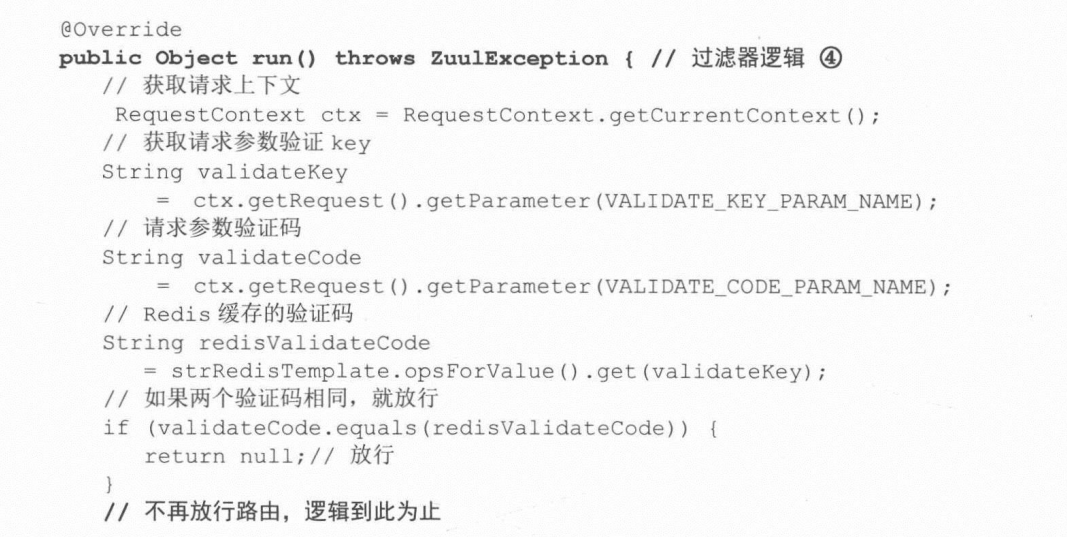 @Override
public Object run() throws ZuulException { // 过滤器逻辑 ④
// 获取请求上下文
RequestContext ctx = RequestContext.getCurrentContext();
// 获取请求参数验证 key
String validateKey
= ctx.getRequest().getParameter(VALIDATE_KEY_PARAM_NAME);
// 请求参数验证码
String validateCode
= ctx.getRequest().getParameter(VALIDATE_CODE_PARAM_NAME);
// Redis 缓存的验证码
String redisValidateCode
= strRedisTemplate.opsForValue().get(validateKey);
// 如果两个验证码相同，就放行
if (validateCode.equals(redisValidateCode)) {
return null;// 放行
}
// 不再放行路由，逻辑到此为止